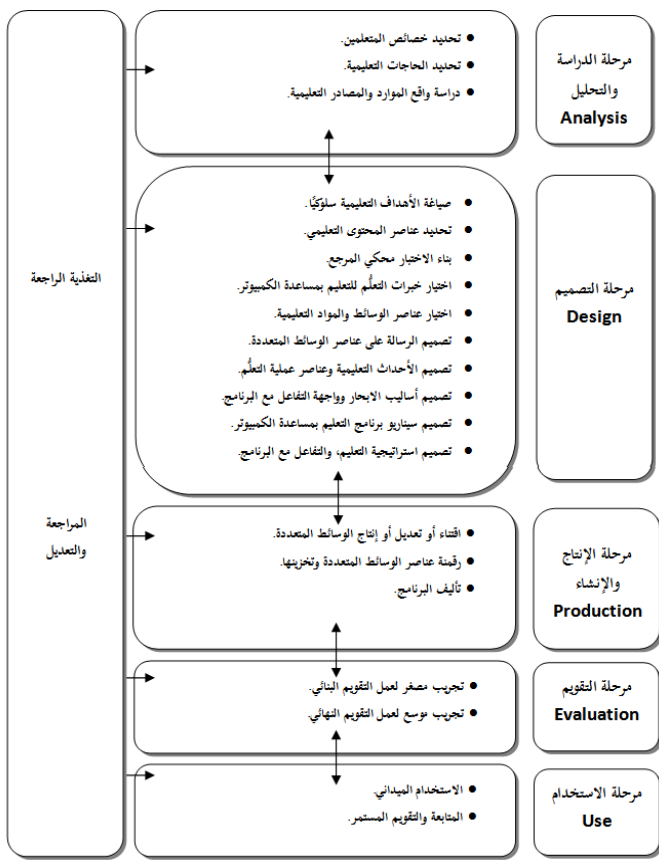 مرحلة الدراسة
والتحليل
Analysis
● تحديد خصائص المتعلمين.
● تحديد الحاجات التعليمية.
● دراسة واقع الموارد والمصادر التعليمية.
مرحلة التصميم
Design
● صياغة الأهداف التعليمية سلوكيًا.
● تحديد عناصر المحتوى التعليمي.
● بناء الاختبار محكي المرجع.
● اختيار خبرات التعلُّم للتعليم بمساعدة الكمبيوتر.
● اختيار عناصر الوسائط والمواد التعليمية.
● تصميم الرسالة على عناصر الوسائط المتعددة.
● تصميم الأحداث التعليمية وعناصر عملية التعلُّم.
● تصميم أساليب الابحار وواجهة التفاعل مع البرنامج.
● تصميم سيناريو برنامج التعليم بمساعدة الكمبيوتر.
● تصميم استراتيجية التعليم، والتفاعل مع البرنامج.
مرحلة الإنتاج
والإنشاء
Production
● اقتناء أو تعديل أو إنتاج الوسائط المتعددة.
● رقمنة عناصر الوسائط المتعددة وتخزينها.
● تأليف البرنامج.
مرحلة التقويم
Evaluation
● تجريب مصغر لعمل التقويم البنائي.
● تجريب موسع لعمل التقويم النهائي.
مرحلة الاستخدام
Use
● الاستخدام الميداني.
● المتابعة والتقويم المستمر.
التغذية الراجعة
المراجعة
والتعديل